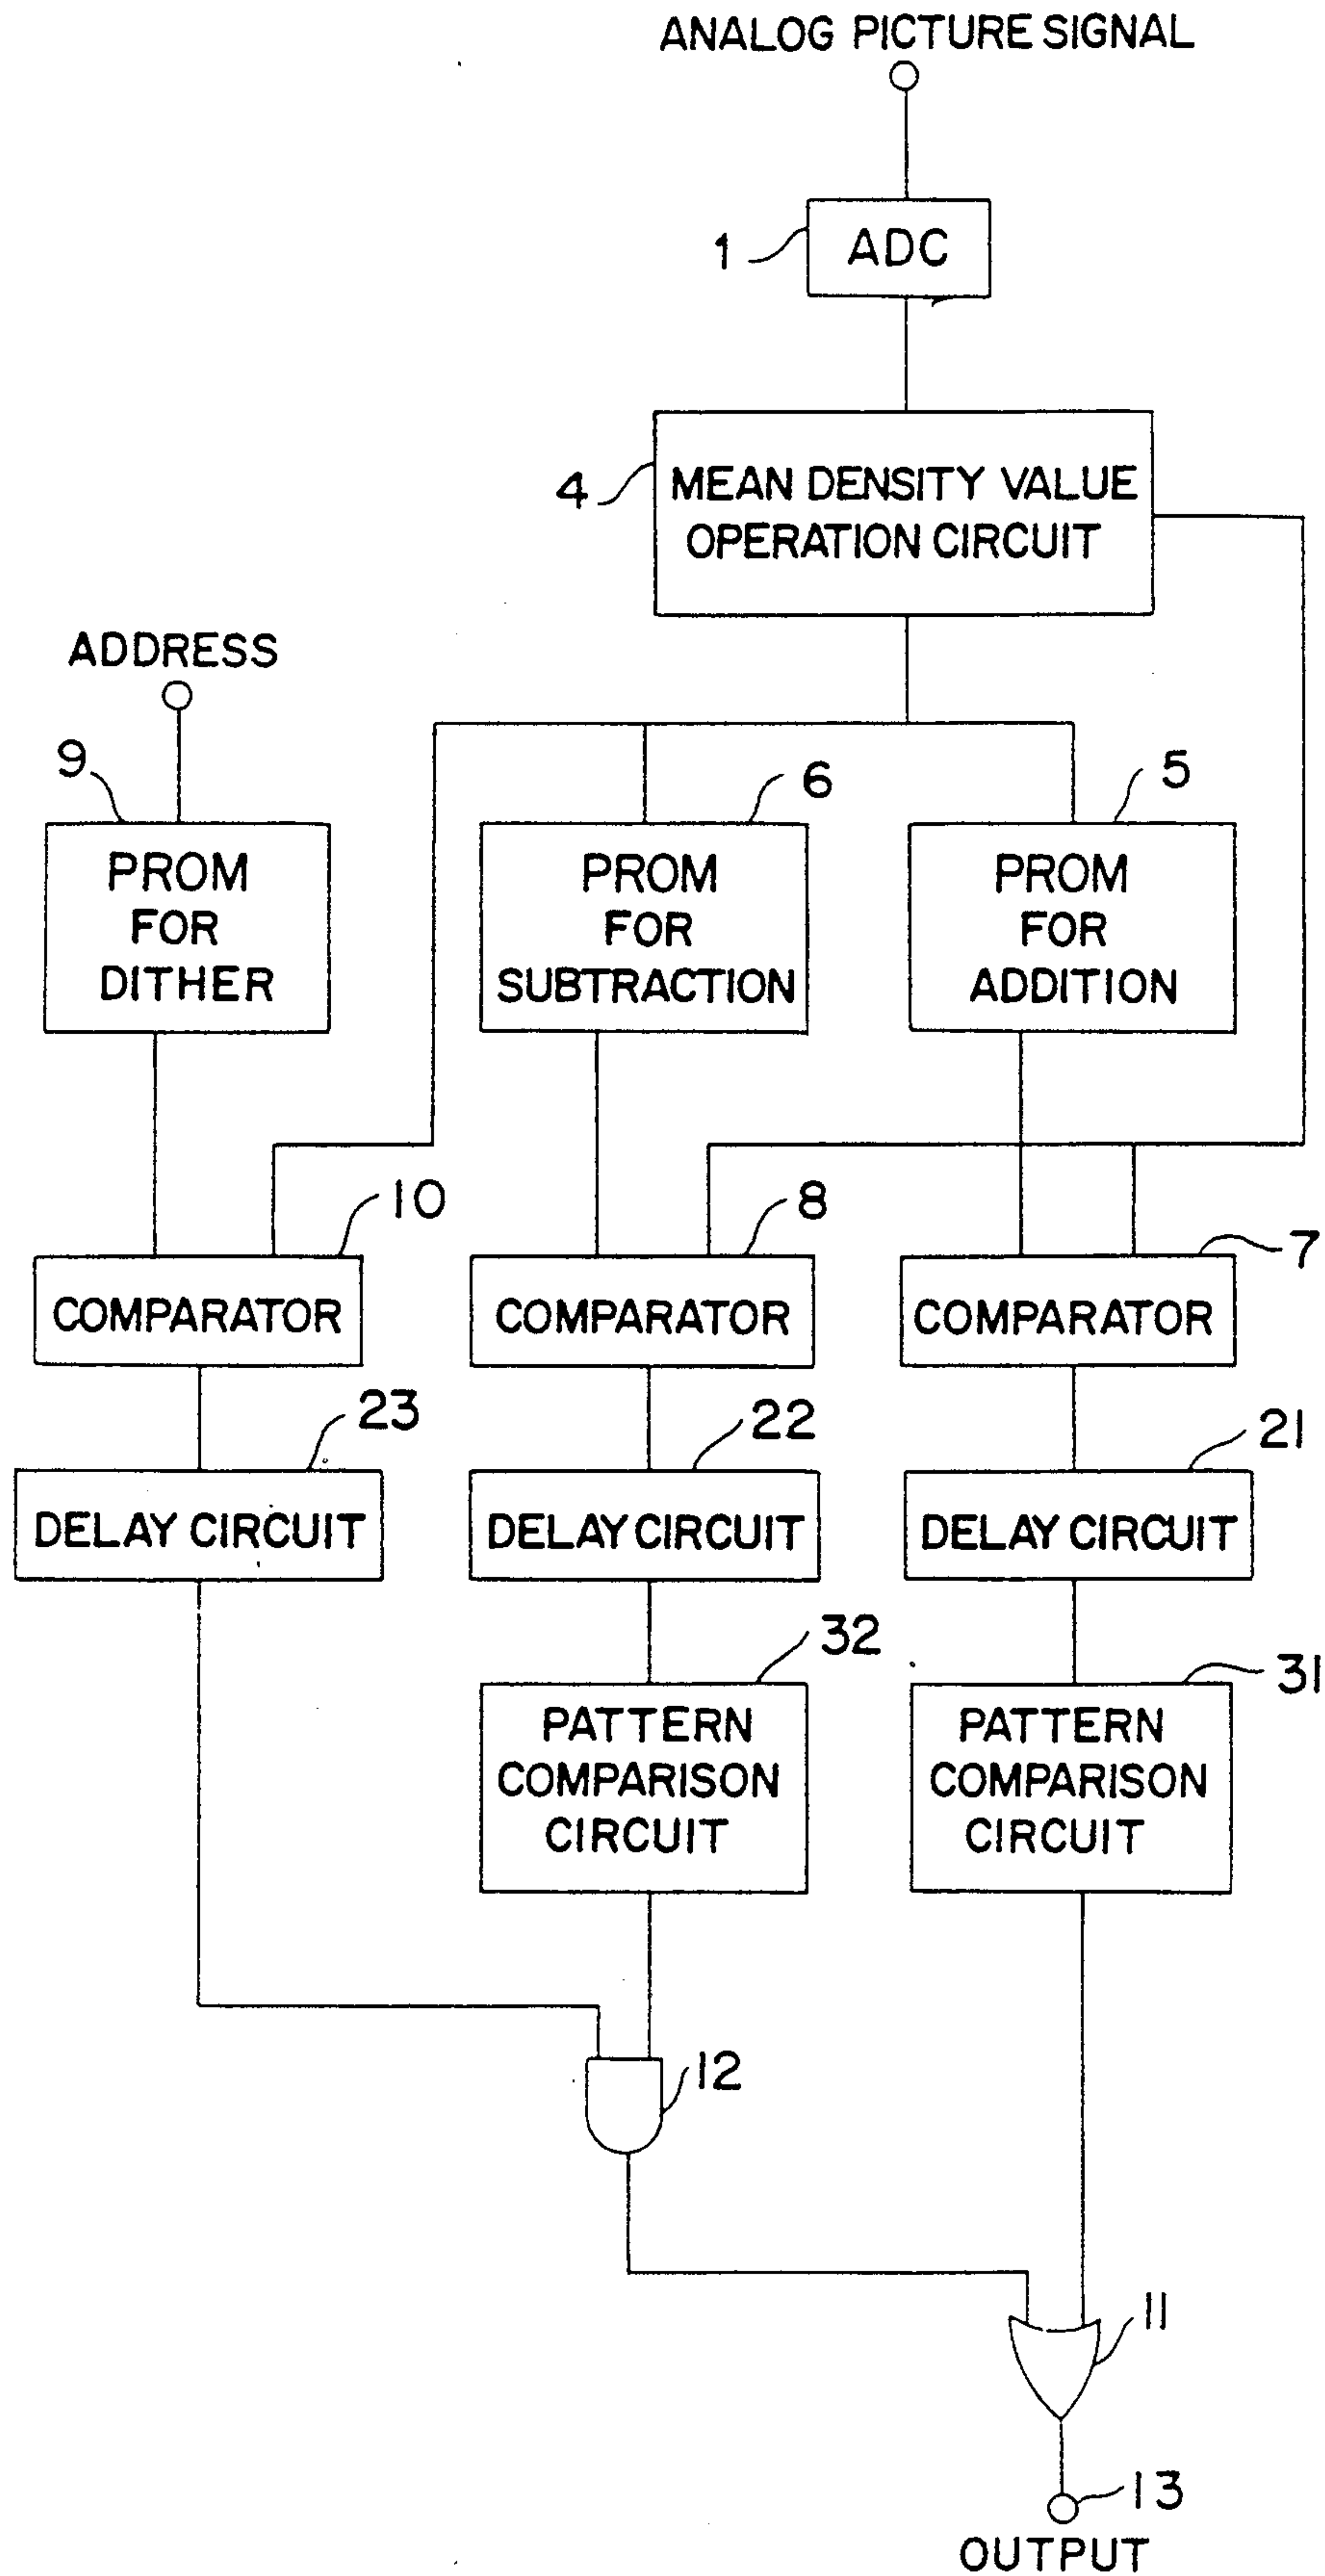 ANALOG PICTURE SIGNAL
1
ADC
4
MEAN DENSITY VALUE
OPERATION CIRCUIT
ADDRESS
9
6
5
PROM
FOR
DITHER
PROM
FOR
SUBTRACTION
PROM
FOR
ADDITION
10
8
7
COMPARATOR
COMPARATOR
COMPARATOR
23
22
21
DELAY CIRCUIT
DELAY CIRCUIT
DELAY CIRCUIT
32
31
PATTERN
COMPARISON
CIRCUIT
PATTERN
COMPARISON
CIRCUIT
12
11
13
OUTPUT